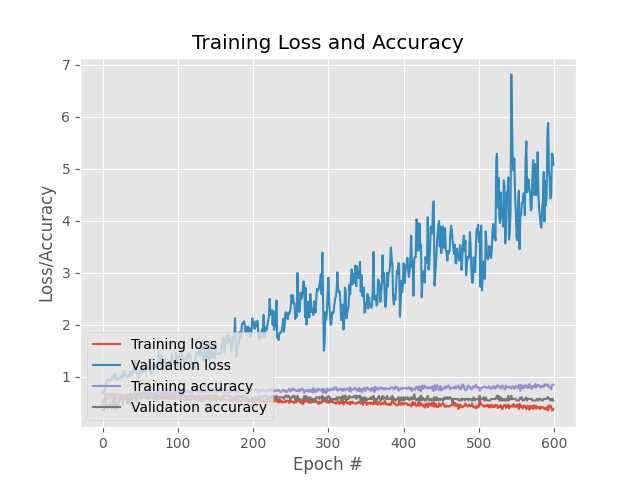 Training Loss and Accuracy
Loss/Accuracy
7
6
5
4
3
2
1
Training loss
Validation loss
Training accuracy
Validation accuracy
0 100 200 300 400 500 600
Epoch #